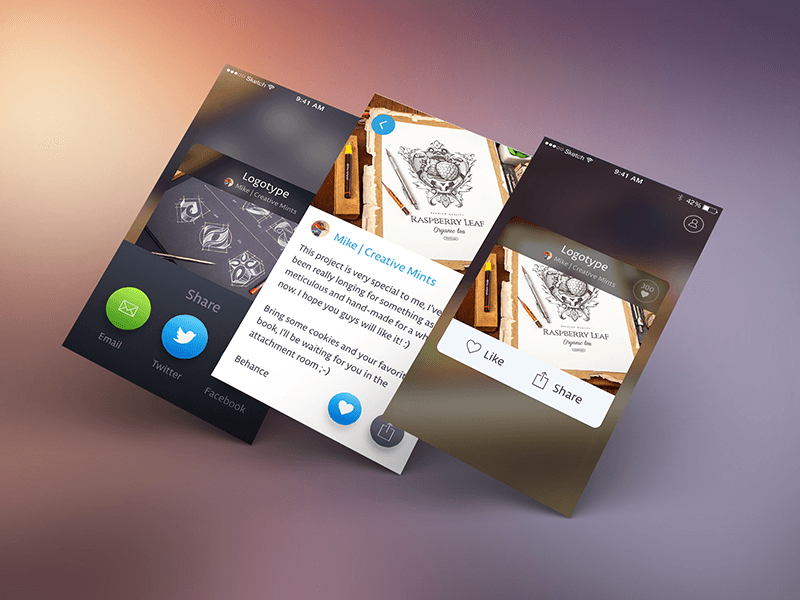 Sketch
9:41 AM
Logotype
Mike | Creative Mints
Share
Email
Twitter
Facebook
RASPBERRY LEAF
Organic tea
Mike | Creative Mints
This project is very special to me, I've
been really longing for something as
meticulous and hand-made for a wh
now. I hope you guys will like it! :)
Bring some cookies and your favorit
book, I'll be waiting for you in the
attachment room ;-)
Behance
Sketch
9:41 AM
42%
Logotype
Mike | Creative Mints
300
RASPBERRY LEAF
Organic tea
Like
Share